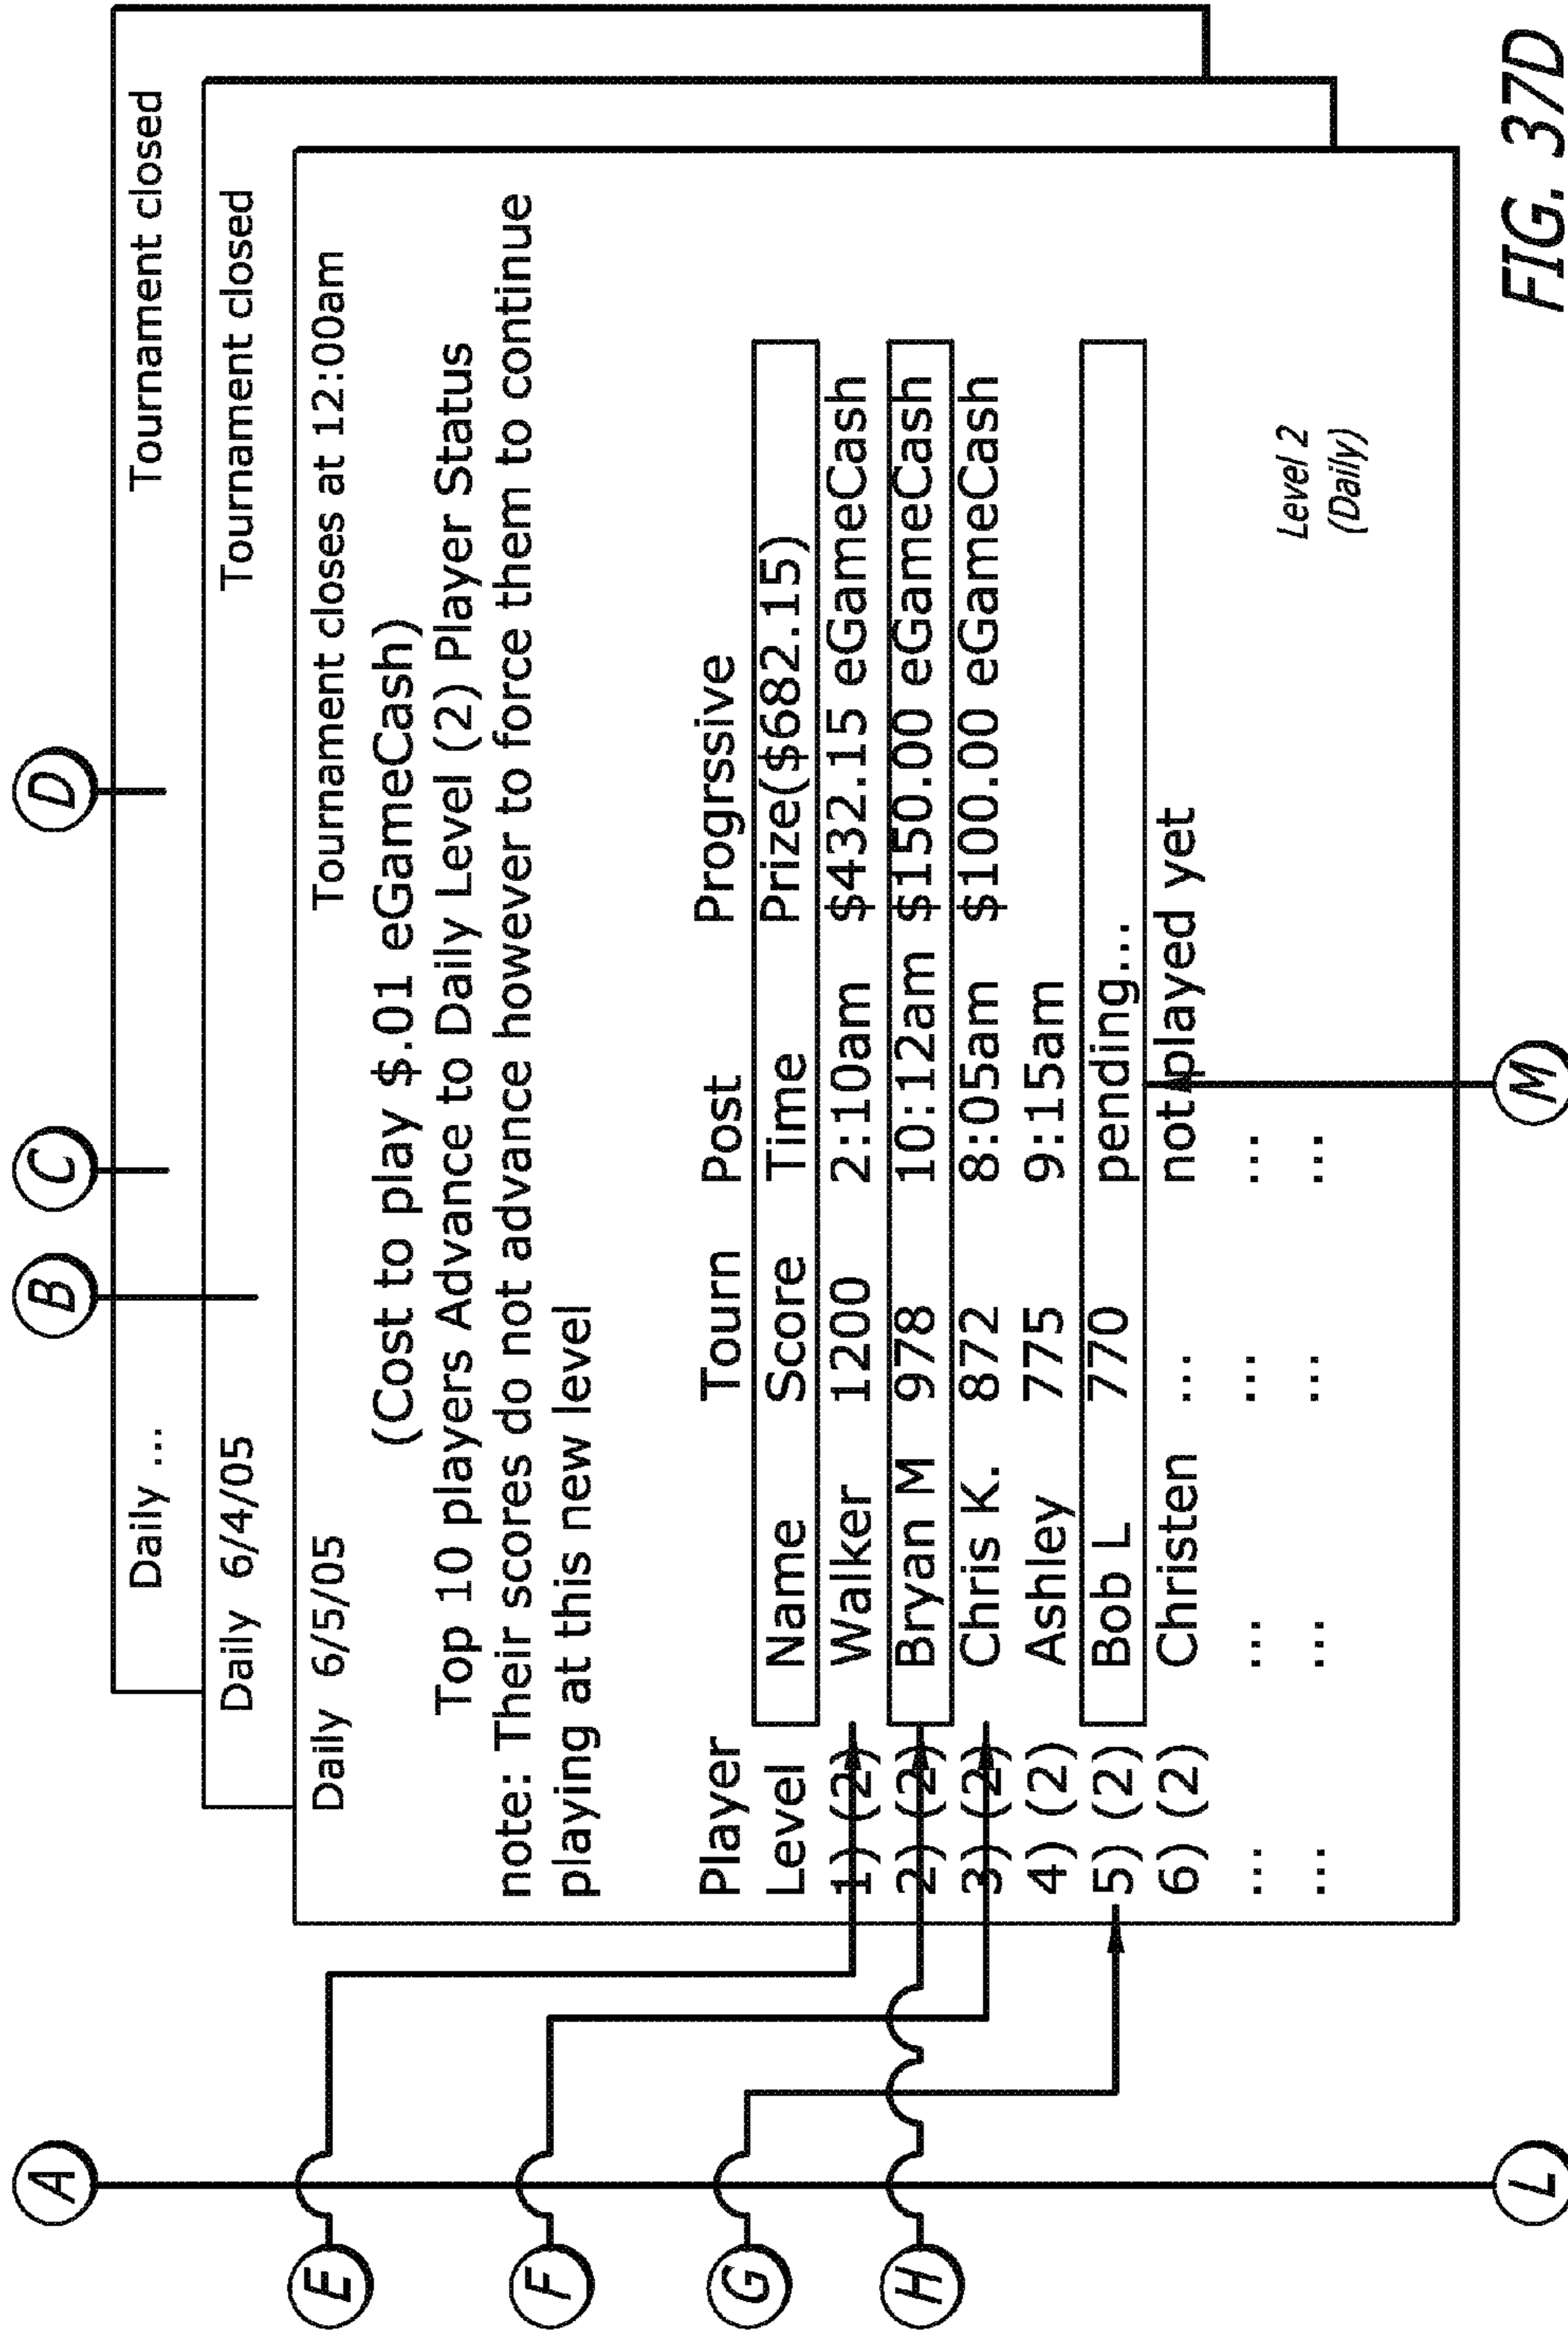 A
B
C
D
Daily ... Tournament closed
Daily 6/4/05 Tournament closed
Daily 6/5/05 Tournament closes at 12:00am
(Cost to play $.01 eGameCash)
Top 10 players Advance to Daily Level (2) Player Status
note: Their scores do not advance however to force them to continue
playing at this new level
Player Tourn Post Progrssive
Level Name Score Time Prize($682.15)
1) (2) Walker 1200 2:10am $432.15 eGameCash
2) (2) Bryan M 978 10:12am $150.00 eGameCash
3) (2) Chris K. 872 8:05am $100.00 eGameCash
4) (2) Ashley 775 9:15am
5) (2) Bob L 770 pending...
6) (2) Christen ... not played yet
... ... ... ...
... ... ... ...
Level 2
(Daily)
E
F
G
H
L
M
FIG. 37D